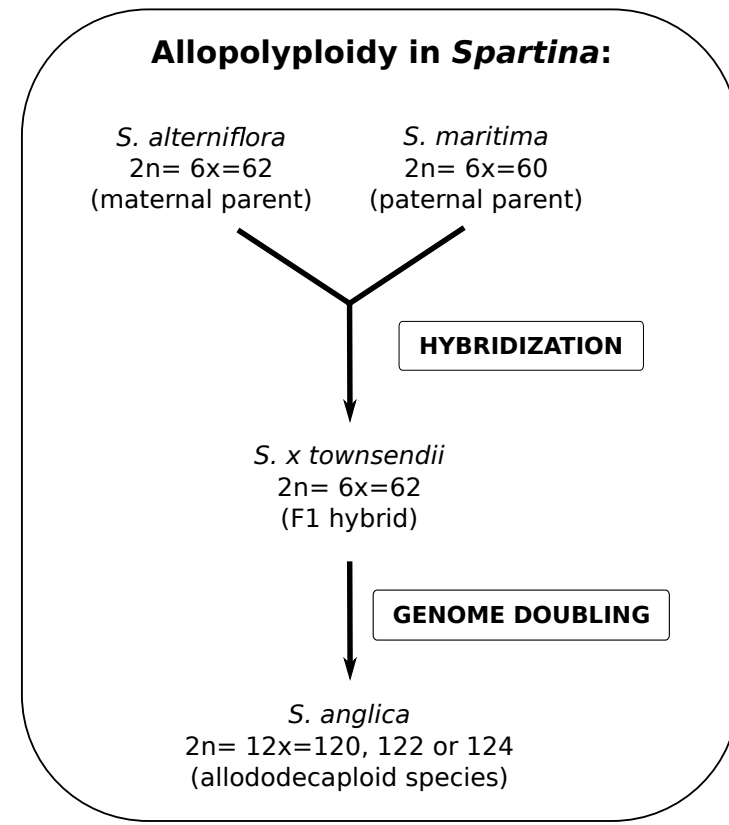 Allopolyploidy in Spartina:
S. alterniflora
2n= 6x=62
(maternal parent)
S. maritima
2n= 6x=60
(paternal parent)
HYBRIDIZATION
S. x townsendii
2n= 6x=62
(F1 hybrid)
GENOME DOUBLING
S. anglica
2n= 12x=120, 122 or 124
(allododecaploid species)